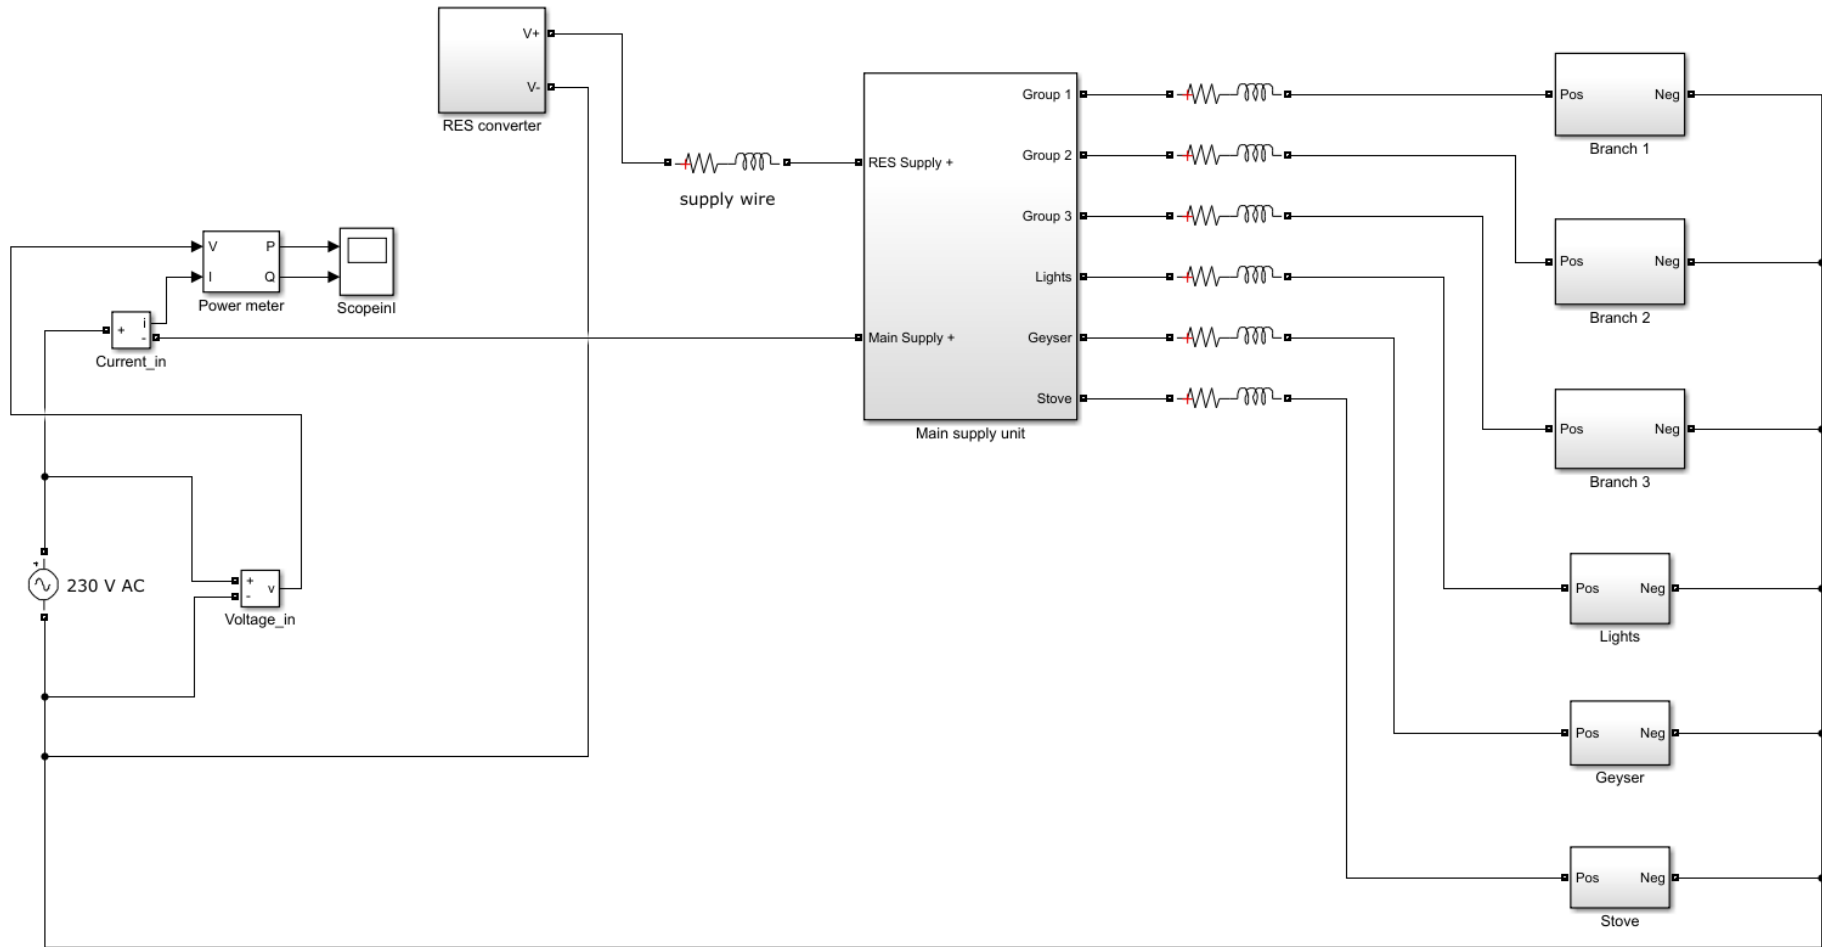 V+
V-
RES converter
RES Supply +
Main Supply +
Group 1
Group 2
Group 3
Lights
Geyser
Stove
Main supply unit
supply wire
V
I
P
Q
Power meter
ScopeinI
+
i
-
Current_in
230 V AC
+
-
v
Voltage_in
Pos
Neg
Branch 1
Pos
Neg
Branch 2
Pos
Neg
Branch 3
Pos
Neg
Lights
Pos
Neg
Geyser
Pos
Neg
Stove